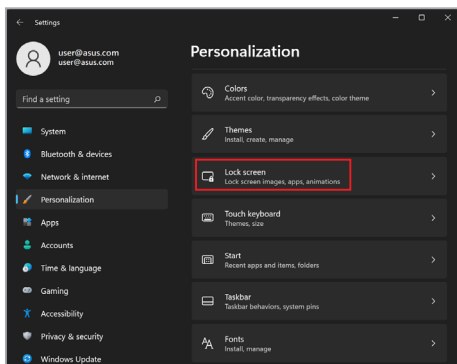 Settings
user@asus.com
user@asus.com
Find a setting
System
Bluetooth & devices
Network & internet
Personalization
Apps
Accounts
Time & language
Gaming
Accessibility
Privacy & security
Windows Update
Personalization
Colors
Accent color, transparency effects, color theme
Themes
Install, create, manage
Lock screen
Lock screen images, apps, animations
Touch keyboard
Themes, size
Start
Recent apps and items, folders
Taskbar
Taskbar behaviors, system pins
Fonts
Install, manage